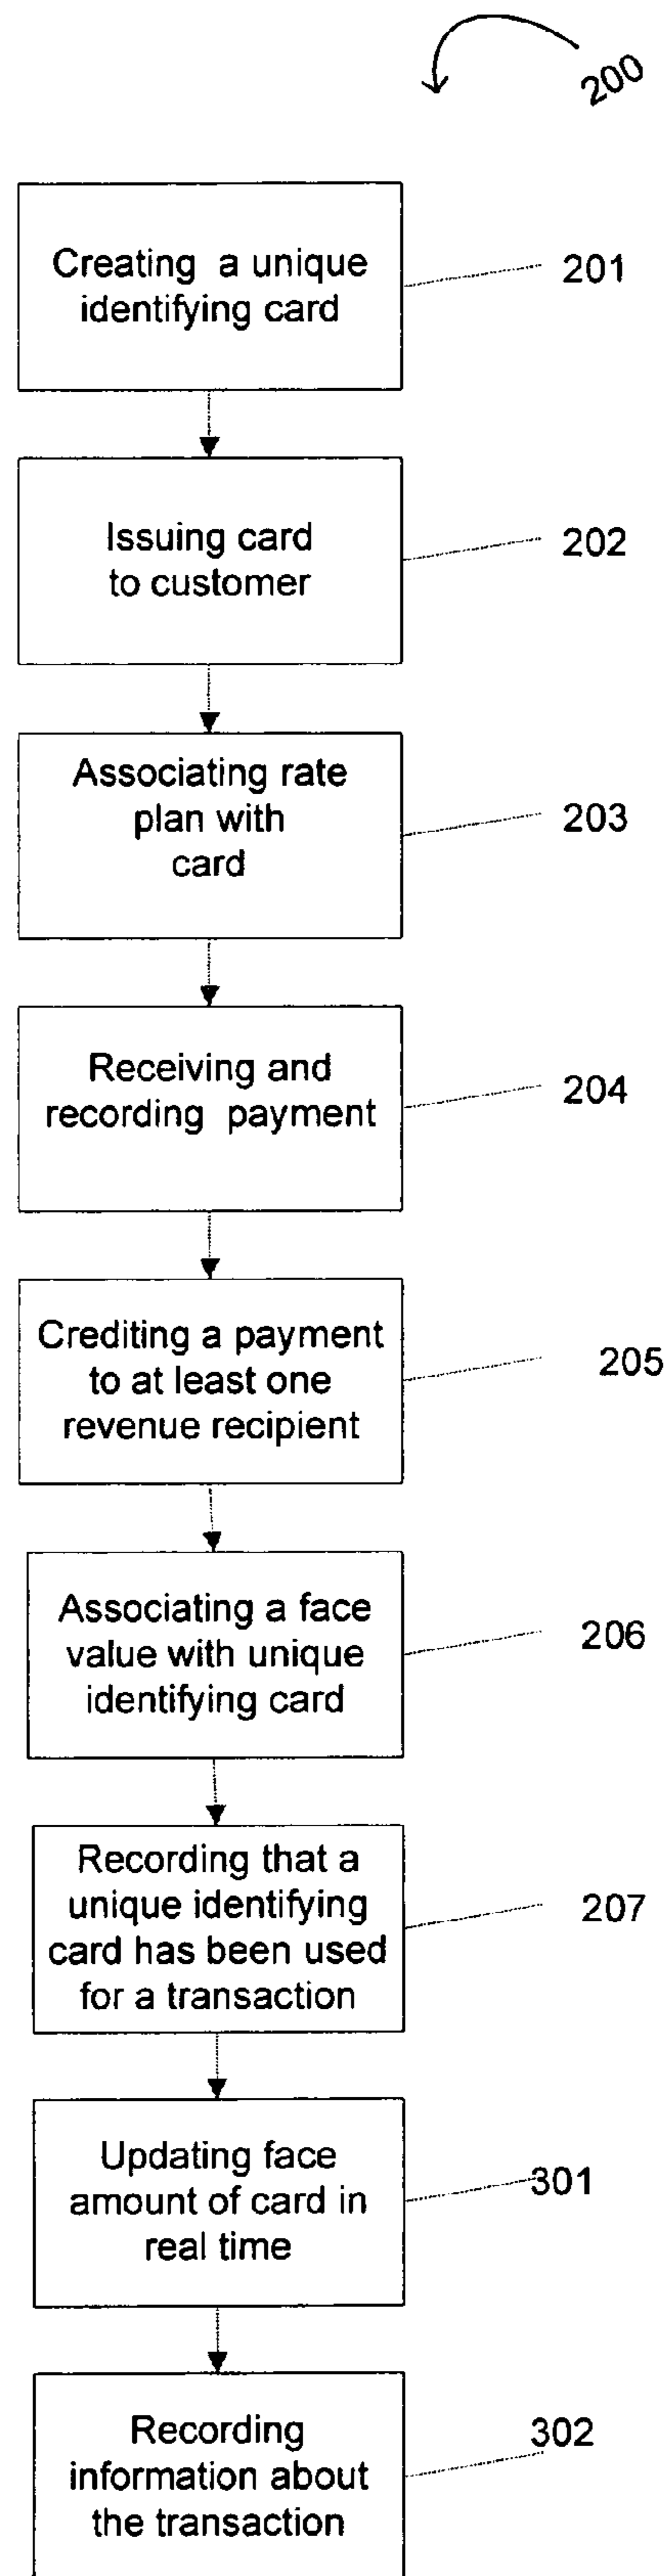 200
Creating a unique
identifying card
201
Issuing card
to customer
202
Associating rate
plan with
card
203
Receiving and
recording payment
204
Crediting a payment
to at least one
revenue recipient
205
Associating a face
value with unique
identifying card
206
Recording that a
unique identifying
card has been used
for a transaction
207
Updating face
amount of card in
real time
301
Recording
information about
the transaction
302